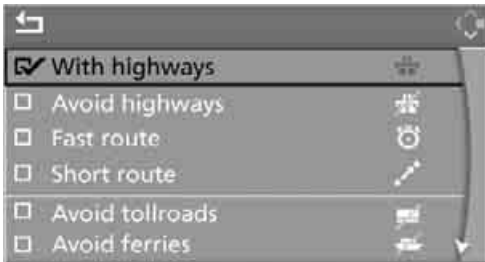 With highways
Avoid highways
Fast route
Short route
Avoid tollroads
Avoid ferries